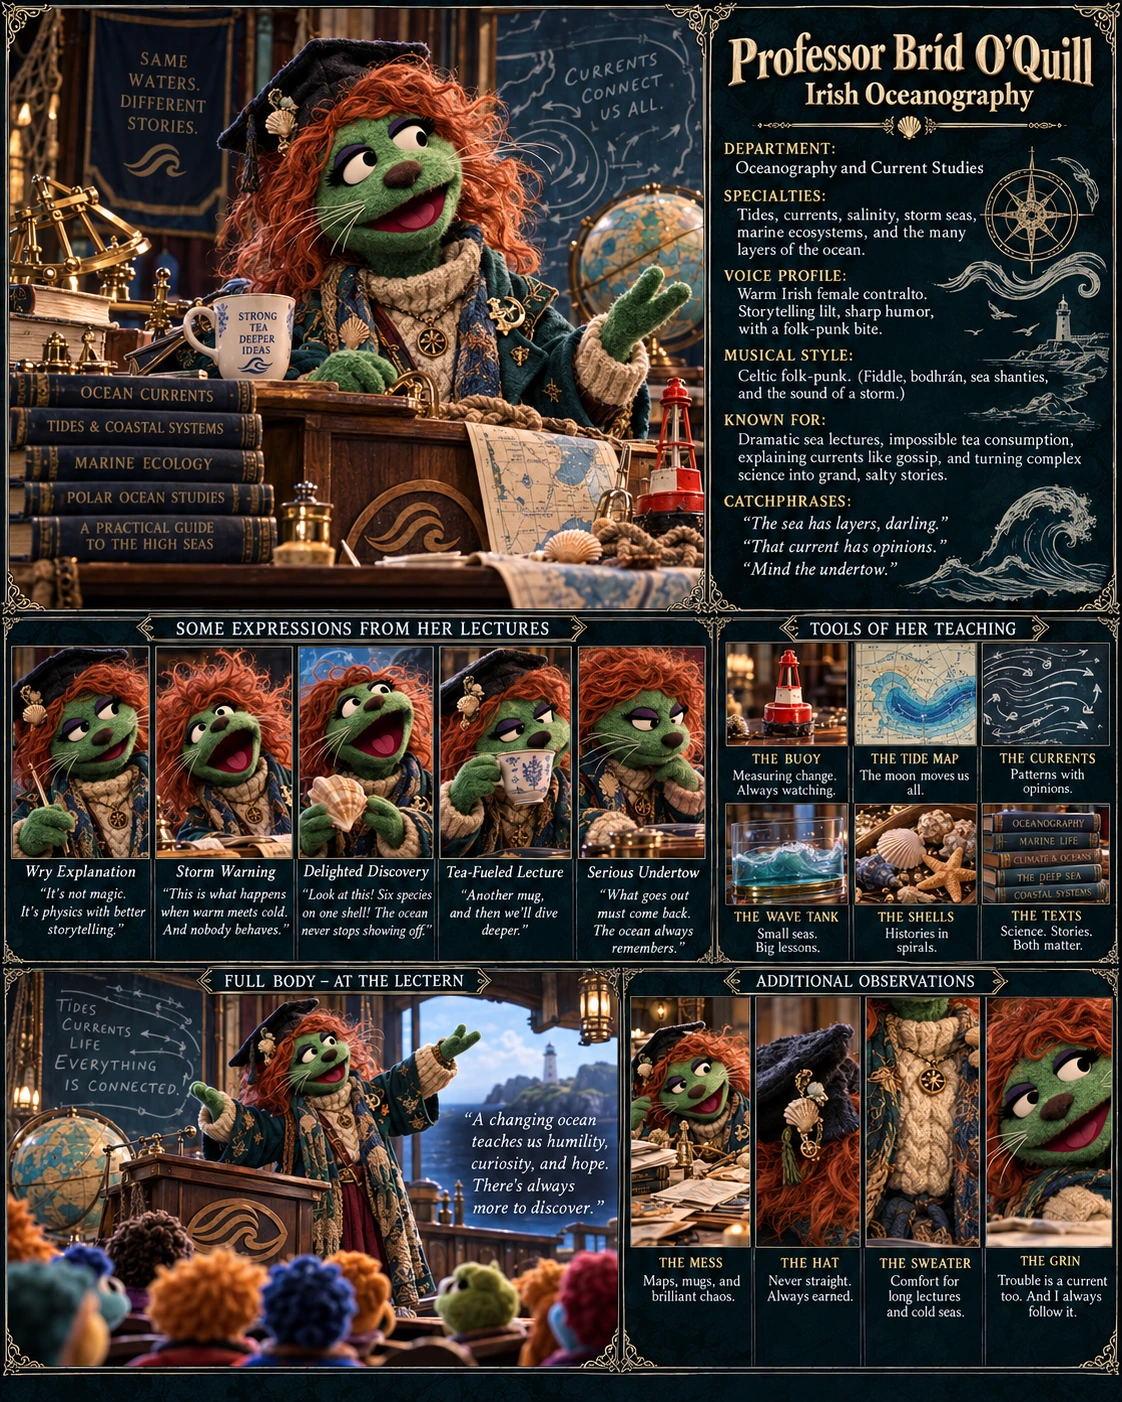 SAME
WATERS.
DIFFERENT
STORIES.
CURRENTS
CONNECT
US ALL.
STRONG
TEA
DEEPER
IDEAS
OCEAN CURRENTS
TIDES & COASTAL SYSTEMS
MARINE ECOLOGY
POLAR OCEAN STUDIES
A PRACTICAL GUIDE
TO THE HIGH SEAS
Professor Bríd O'Quill
Irish Oceanography
DEPARTMENT:
Oceanography and Current Studies
SPECIALTIES:
Tides, currents, salinity, storm seas,
marine ecosystems, and the many
layers of the ocean.
VOICE PROFILE:
Warm Irish female contralto.
Storytelling lilt, sharp humor,
with a folk-punk bite.
MUSICAL STYLE:
Celtic folk-punk. (Fiddle, bodhrán, sea shanties,
and the sound of a storm.)
KNOWN FOR:
Dramatic sea lectures, impossible tea consumption,
explaining currents like gossip, and turning complex
science into grand, salty stories.
CATCHPHRASES:
"The sea has layers, darling."
"That current has opinions."
"Mind the undertow."
SOME EXPRESSIONS FROM HER LECTURES
Wry Explanation
"It's not magic.
It's physics with better
storytelling."
Storm Warning
"This is what happens
when warm meets cold.
And nobody behaves."
Delighted Discovery
"Look at this! Six species
on one shell! The ocean
never stops showing off."
Tea-Fueled Lecture
"Another mug,
and then we'll dive
deeper."
Serious Undertow
"What goes out
must come back.
The ocean always
remembers."
TOOLS OF HER TEACHING
THE BUOY
Measuring change.
Always watching.
THE TIDE MAP
The moon moves us
all.
THE CURRENTS
Patterns with
opinions.
THE WAVE TANK
Small seas.
Big lessons.
THE SHELLS
Histories in
spirals.
OCEANOGRAPHY
MARINE LIFE
CLIMATE & OCEANS
THE DEEP SEA
COASTAL SYSTEMS
THE TEXTS
Science. Stories.
Both matter.
FULL BODY – AT THE LECTERN
TIDES
CURRENTS
LIFE
EVERYTHING
IS CONNECTED.
"A changing ocean
teaches us humility,
curiosity, and hope.
There's always
more to discover."
ADDITIONAL OBSERVATIONS
THE MESS
Maps, mugs, and
brilliant chaos.
THE HAT
Never straight.
Always earned.
THE SWEATER
Comfort for
long lectures
and cold seas.
THE GRIN
Trouble is a current
too. And I always
follow it.